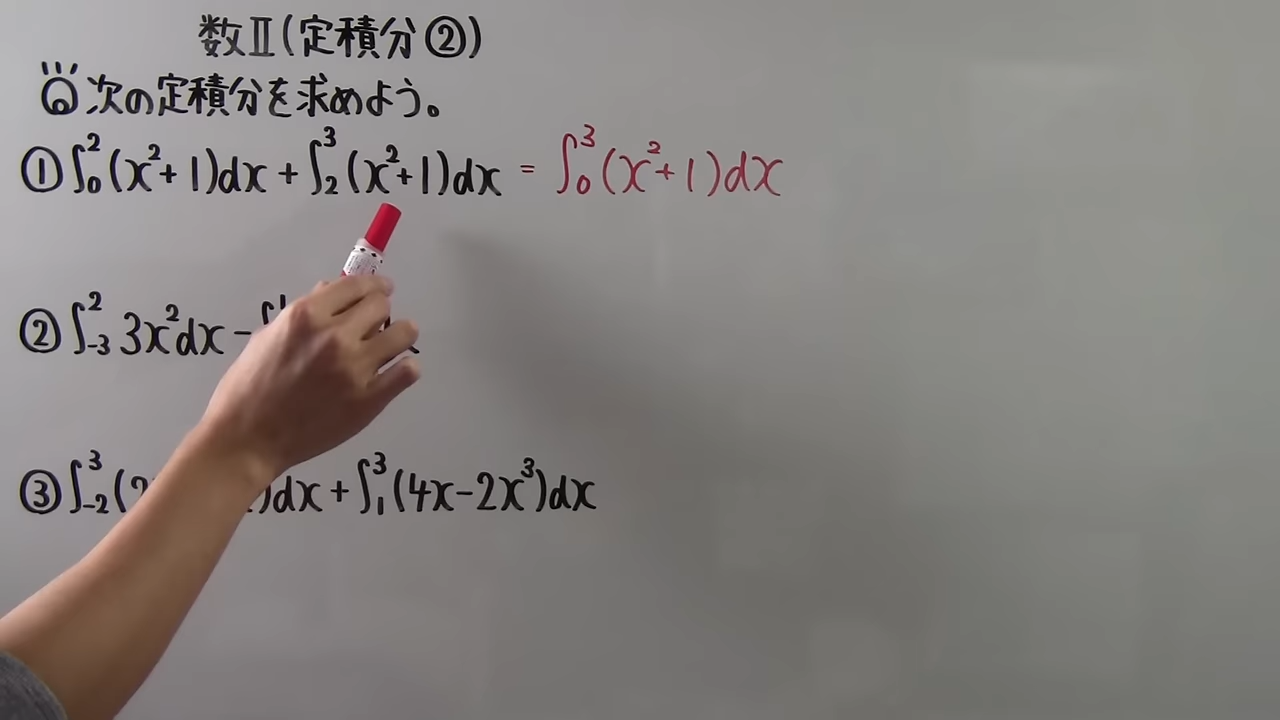 数Ⅱ(定積分②)
Q 次の定積分を求めよう。
①∫₀²(x²+1)dx+∫₂³(x²+1)dx = ∫₀³(x²+1)dx
②∫₋₃²3x²dx-∫
③∫₋₂³( )dx+∫₁³(4x-2x³)dx